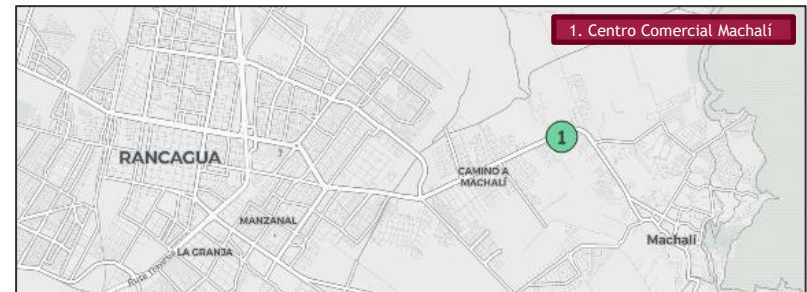 1. Centro Comercial Machalí
1
RANCAGUA
CAMINO A
MACHALÍ
MANZANAL
Machalí
LA GRANJA